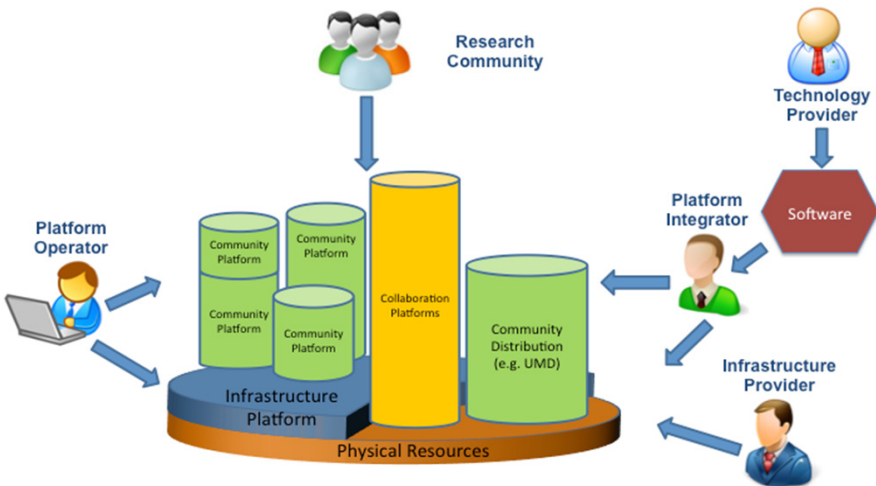 Research
Community
Technology
Provider
Platform
Integrator
Software
Platform
Operator
Community
Platform
Community
Platform
Community
Platform
Community
Platform
Collaboration
Platforms
Community
Distribution
(e.g. UMD)
Infrastructure
Provider
Infrastructure
Platform
Physical Resources